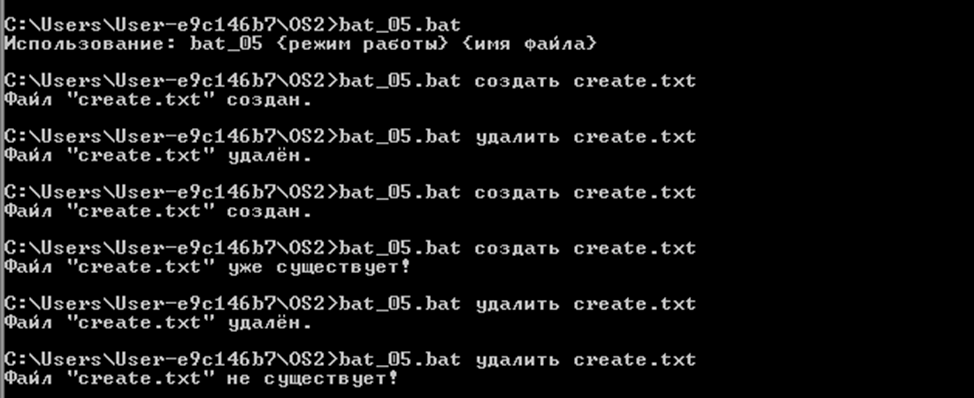 C:\Users\User-e9c146b7\OS2>bat_05.bat
Использование: bat_05 {режим работы} {имя файла}
C:\Users\User-e9c146b7\OS2>bat_05.bat создать create.txt
Файл "create.txt" создан.
C:\Users\User-e9c146b7\OS2>bat_05.bat удалить create.txt
Файл "create.txt" удалён.
C:\Users\User-e9c146b7\OS2>bat_05.bat создать create.txt
Файл "create.txt" создан.
C:\Users\User-e9c146b7\OS2>bat_05.bat создать create.txt
Файл "create.txt" уже существует!
C:\Users\User-e9c146b7\OS2>bat_05.bat удалить create.txt
Файл "create.txt" удалён.
C:\Users\User-e9c146b7\OS2>bat_05.bat удалить create.txt
Файл "create.txt" не существует!